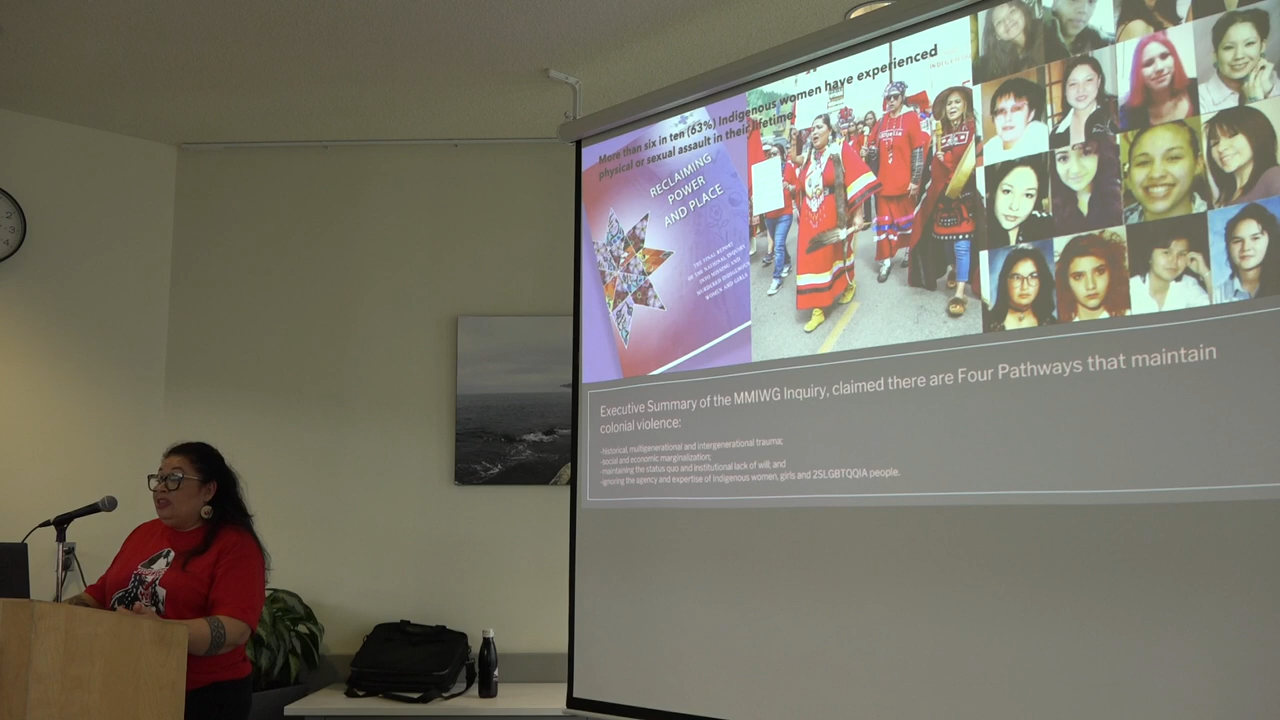 More than six in ten (63%) Indigenous women have experienced
physical or sexual assault in their lifetime
RECLAIMING
POWER
AND PLACE
THE FINAL REPORT
OF THE NATIONAL INQUIRY
INTO MISSING AND
MURDERED INDIGENOUS
WOMEN AND GIRLS
Executive Summary of the MMIWG Inquiry, claimed there are Four Pathways that maintain
colonial violence:
-historical, multigenerational and intergenerational trauma;
-social and economic marginalization;
-maintaining the status quo and institutional lack of will; and
-ignoring the agency and expertise of Indigenous women, girls and 2SLGBTQQIA people.
2
3
4